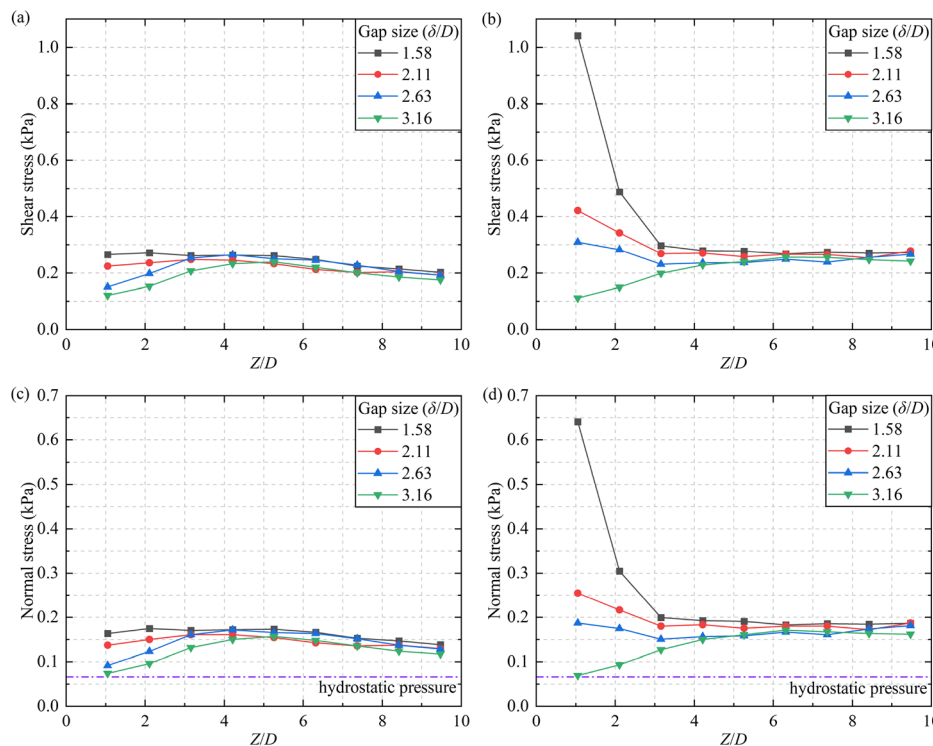 (a)
Gap size (δ/D)
1.58
2.11
2.63
3.16
Shear stress (kPa)
1.0
0.8
0.6
0.4
0.2
0.0
0 2 4 6 8 10
Z/D
(b)
Gap size (δ/D)
1.58
2.11
2.63
3.16
Shear stress (kPa)
1.0
0.8
0.6
0.4
0.2
0.0
0 2 4 6 8 10
Z/D
(c)
Gap size (δ/D)
1.58
2.11
2.63
3.16
Normal stress (kPa)
0.7
0.6
0.5
0.4
0.3
0.2
0.1
0.0
hydrostatic pressure
0 2 4 6 8 10
Z/D
(d)
Gap size (δ/D)
1.58
2.11
2.63
3.16
Normal stress (kPa)
0.7
0.6
0.5
0.4
0.3
0.2
0.1
0.0
hydrostatic pressure
0 2 4 6 8 10
Z/D